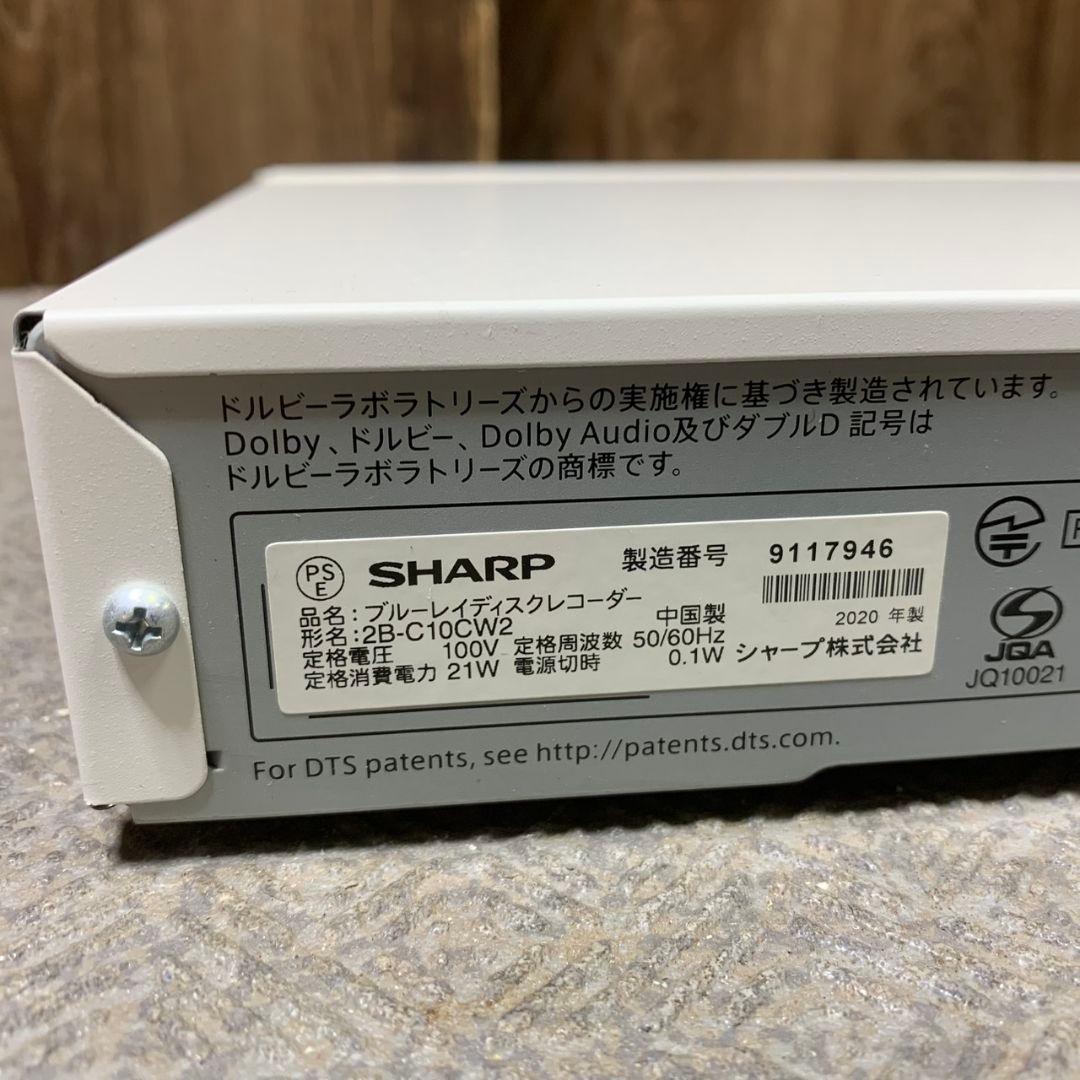 ドルビーラボラトリーズからの実施権に基づき製造されています。
Dolby、ドルビー、Dolby Audio及びダブルD 記号は
ドルビーラボラトリーズの商標です。
PS
E
SHARP 製造番号 9117946
品名:ブルーレイディスクレコーダー 中国製 2020 年製
形名:2B-C10CW2
定格電圧 100V 定格周波数 50/60Hz
定格消費電力 21W 電源切時 0.1W シャープ株式会社
JQA
JQ10021
For DTS patents, see http://patents.dts.com.